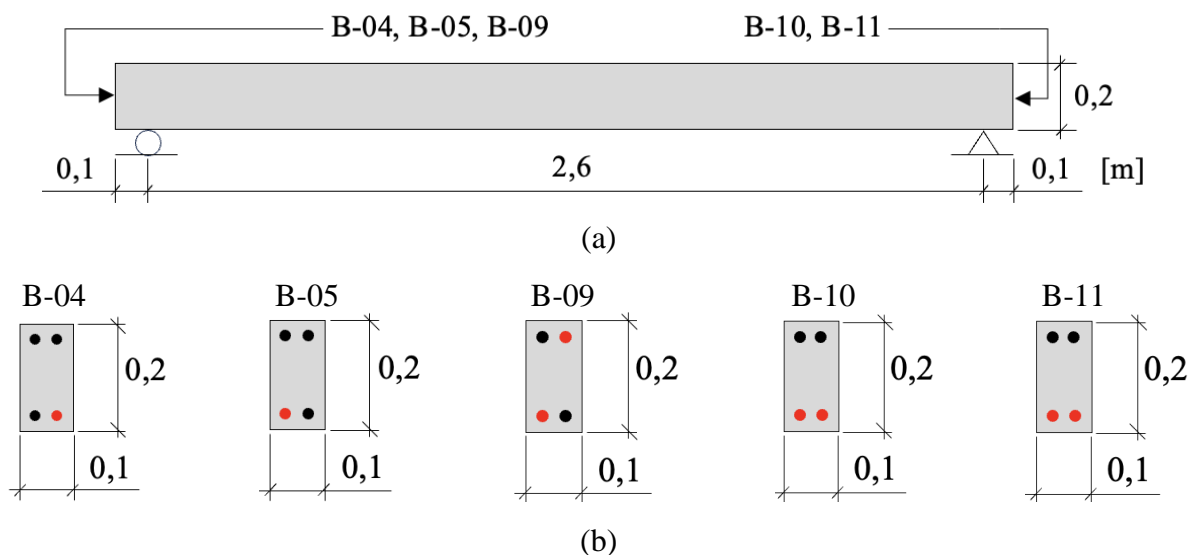 B-04, B-05, B-09 B-10, B-11
0,2
0,1 2,6 0,1 [m]
(a)
B-04 B-05 B-09 B-10 B-11
0,2 0,2 0,2 0,2 0,2
0,1 0,1 0,1 0,1 0,1
(b)